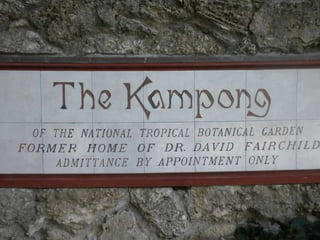 The Kampong
OF THE NATIONAL TROPICAL BOTANICAL GARDEN
FORMER HOME OF DR. DAVID FAIRCHILD
ADMITTANCE BY APPOINTMENT ONLY